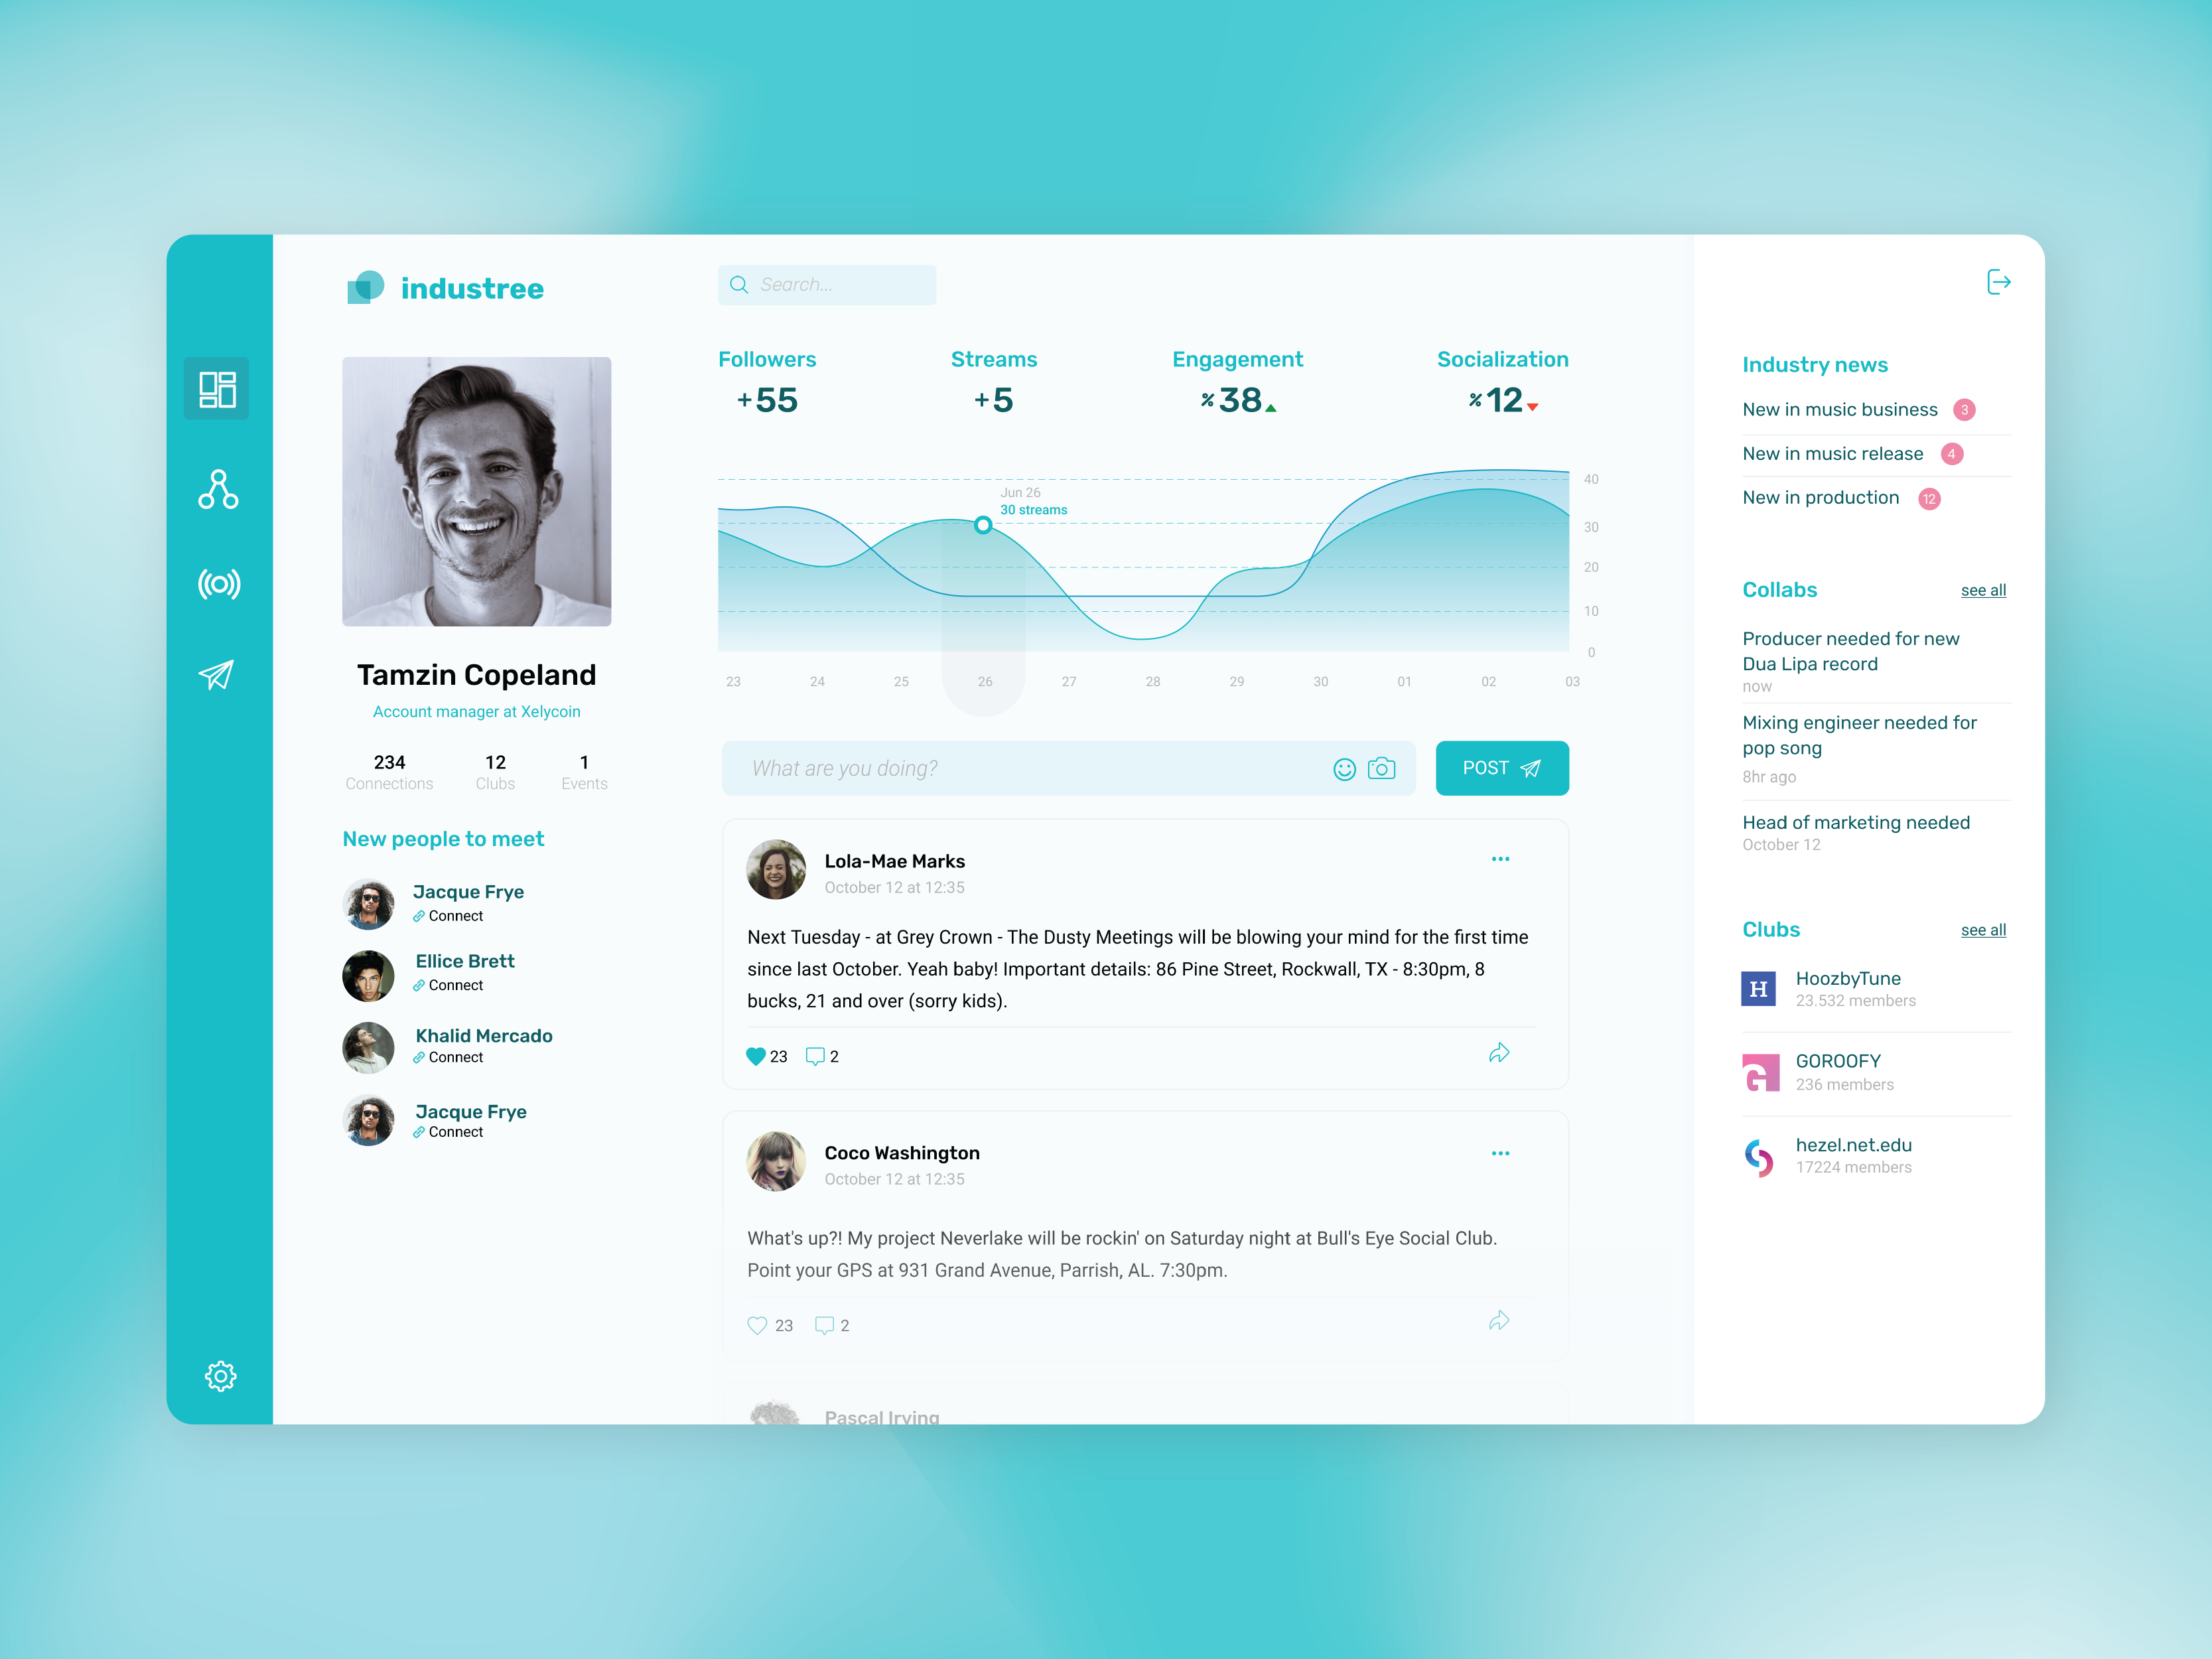 industree
Search...
Tamzin Copeland
Account manager at Xelycoin
234 12 1
Connections Clubs Events
New people to meet
Jacque Frye
Connect
Ellice Brett
Connect
Khalid Mercado
Connect
Jacque Frye
Connect
Followers Streams Engagement Socialization
+55 +5 %38 %12
Jun 26
30 streams
40
30
20
10
0
23 24 25 26 27 28 29 30 01 02 03
What are you doing?
POST
Lola-Mae Marks
October 12 at 12:35
Next Tuesday - at Grey Crown - The Dusty Meetings will be blowing your mind for the first time
since last October. Yeah baby! Important details: 86 Pine Street, Rockwall, TX - 8:30pm, 8
bucks, 21 and over (sorry kids).
23 2
Coco Washington
October 12 at 12:35
What's up?! My project Neverlake will be rockin' on Saturday night at Bull's Eye Social Club.
Point your GPS at 931 Grand Avenue, Parrish, AL. 7:30pm.
23 2
Pascal Irving
Industry news
New in music business 3
New in music release 4
New in production 12
Collabs see all
Producer needed for new
Dua Lipa record
now
Mixing engineer needed for
pop song
8hr ago
Head of marketing needed
October 12
Clubs see all
H
HoozbyTune
23.532 members
G
GOROOFY
236 members
hezel.net.edu
17224 members